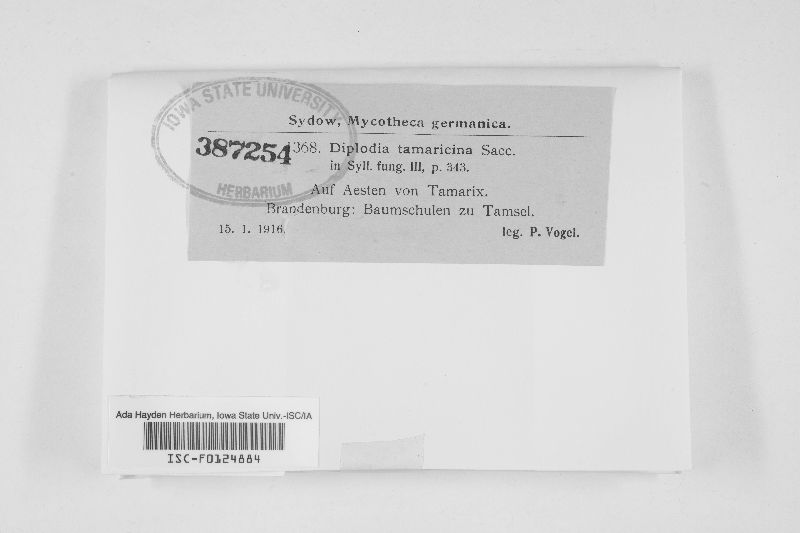 IOWA STATE UNIVERSITY
HERBARIUM
Sydow, Mycotheca germanica.
387254
1368. Diplodia tamaricina Sacc.
in Syll. fung. III, p. 343.
Auf Aesten von Tamarix.
Brandenburg: Baumschulen zu Tamsel.
15. 1. 1916. leg. P. Vogel.
Ada Hayden Herbarium, Iowa State Univ.-ISC/IA
ISC-F0124884